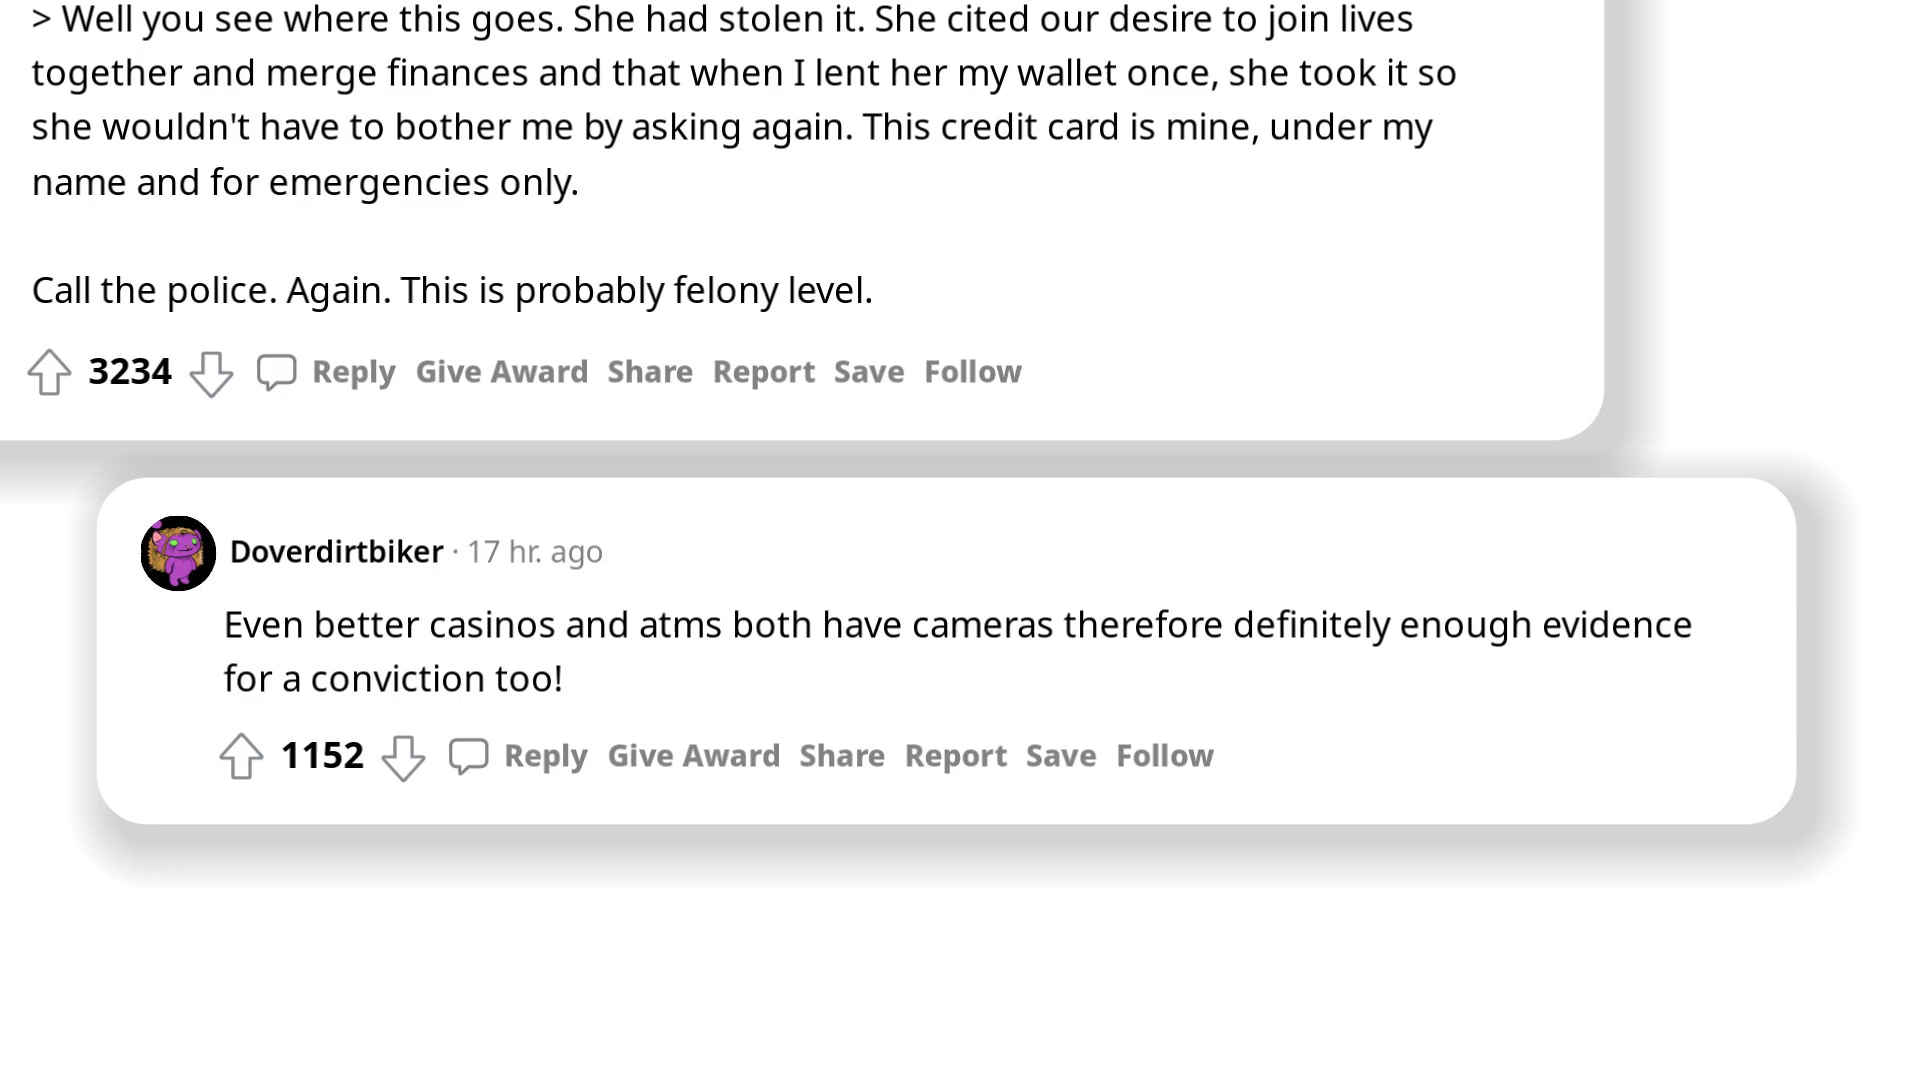 > Well you see where this goes. She had stolen it. She cited our desire to join lives
together and merge finances and that when I lent her my wallet once, she took it so
she wouldn't have to bother me by asking again. This credit card is mine, under my
name and for emergencies only.
Call the police. Again. This is probably felony level.
3234 Reply Give Award Share Report Save Follow
Doverdirtbiker · 17 hr. ago
Even better casinos and atms both have cameras therefore definitely enough evidence
for a conviction too!
1152 Reply Give Award Share Report Save Follow